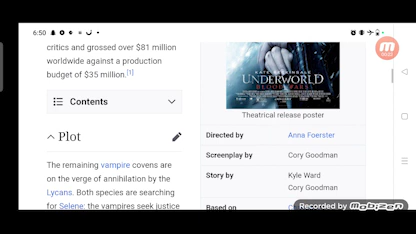 6:50
critics and grossed over $81 million
worldwide against a production
budget of $35 million.[1]
Contents
Plot
The remaining vampire covens are
on the verge of annihilation by the
Lycans. Both species are searching
for Selene: the vampires seek justice
UNDERWORLD
BLOOD WARS
Theatrical release poster
Directed by Anna Foerster
Screenplay by Cory Goodman
Story by Kyle Ward
Cory Goodman
Based on
Recorded by
MOBIZEN